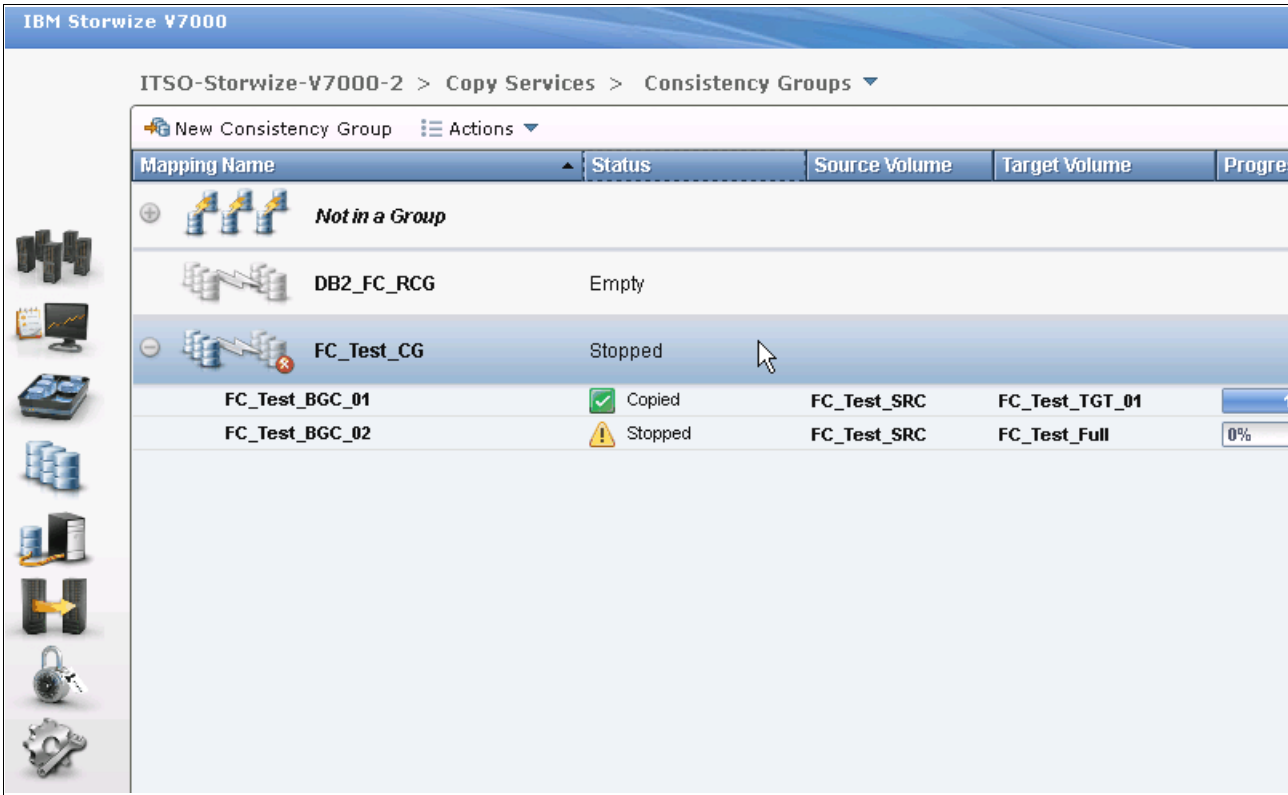 IBM Storwize V7000
ITSO-Storwize-V7000-2 > Copy Services > Consistency Groups
New Consistency Group Actions
Mapping Name Status Source Volume Target Volume Progre
Not in a Group
DB2_FC_RCG Empty
FC_Test_CG Stopped
FC_Test_BGC_01 Copied FC_Test_SRC FC_Test_TGT_01 1
FC_Test_BGC_02 Stopped FC_Test_SRC FC_Test_Full 0%